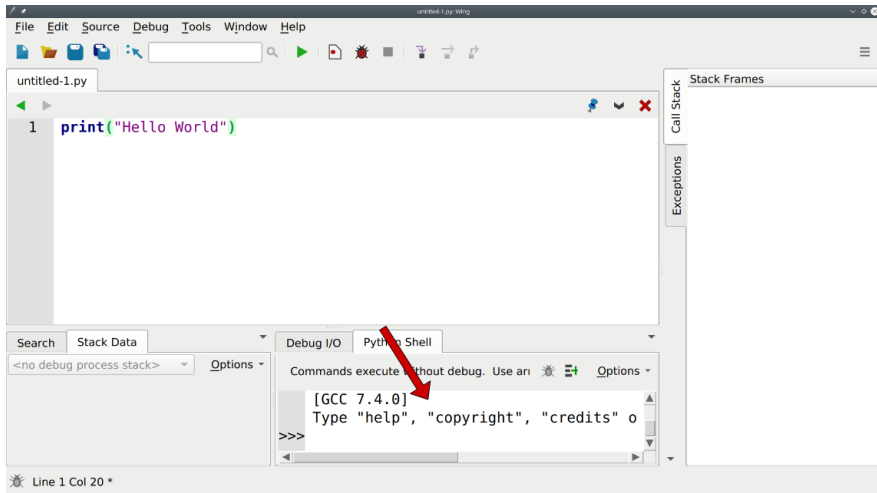 untitled-1.py: Wing
File Edit Source Debug Tools Window Help
untitled-1.py
1 print("Hello World")
Call Stack
Exceptions
Stack Frames
Search Stack Data
<no debug process stack> Options
Debug I/O Python Shell
Commands execute without debug. Use Options
[GCC 7.4.0]
Type "help", "copyright", "credits" o
>>>
Line 1 Col 20 *